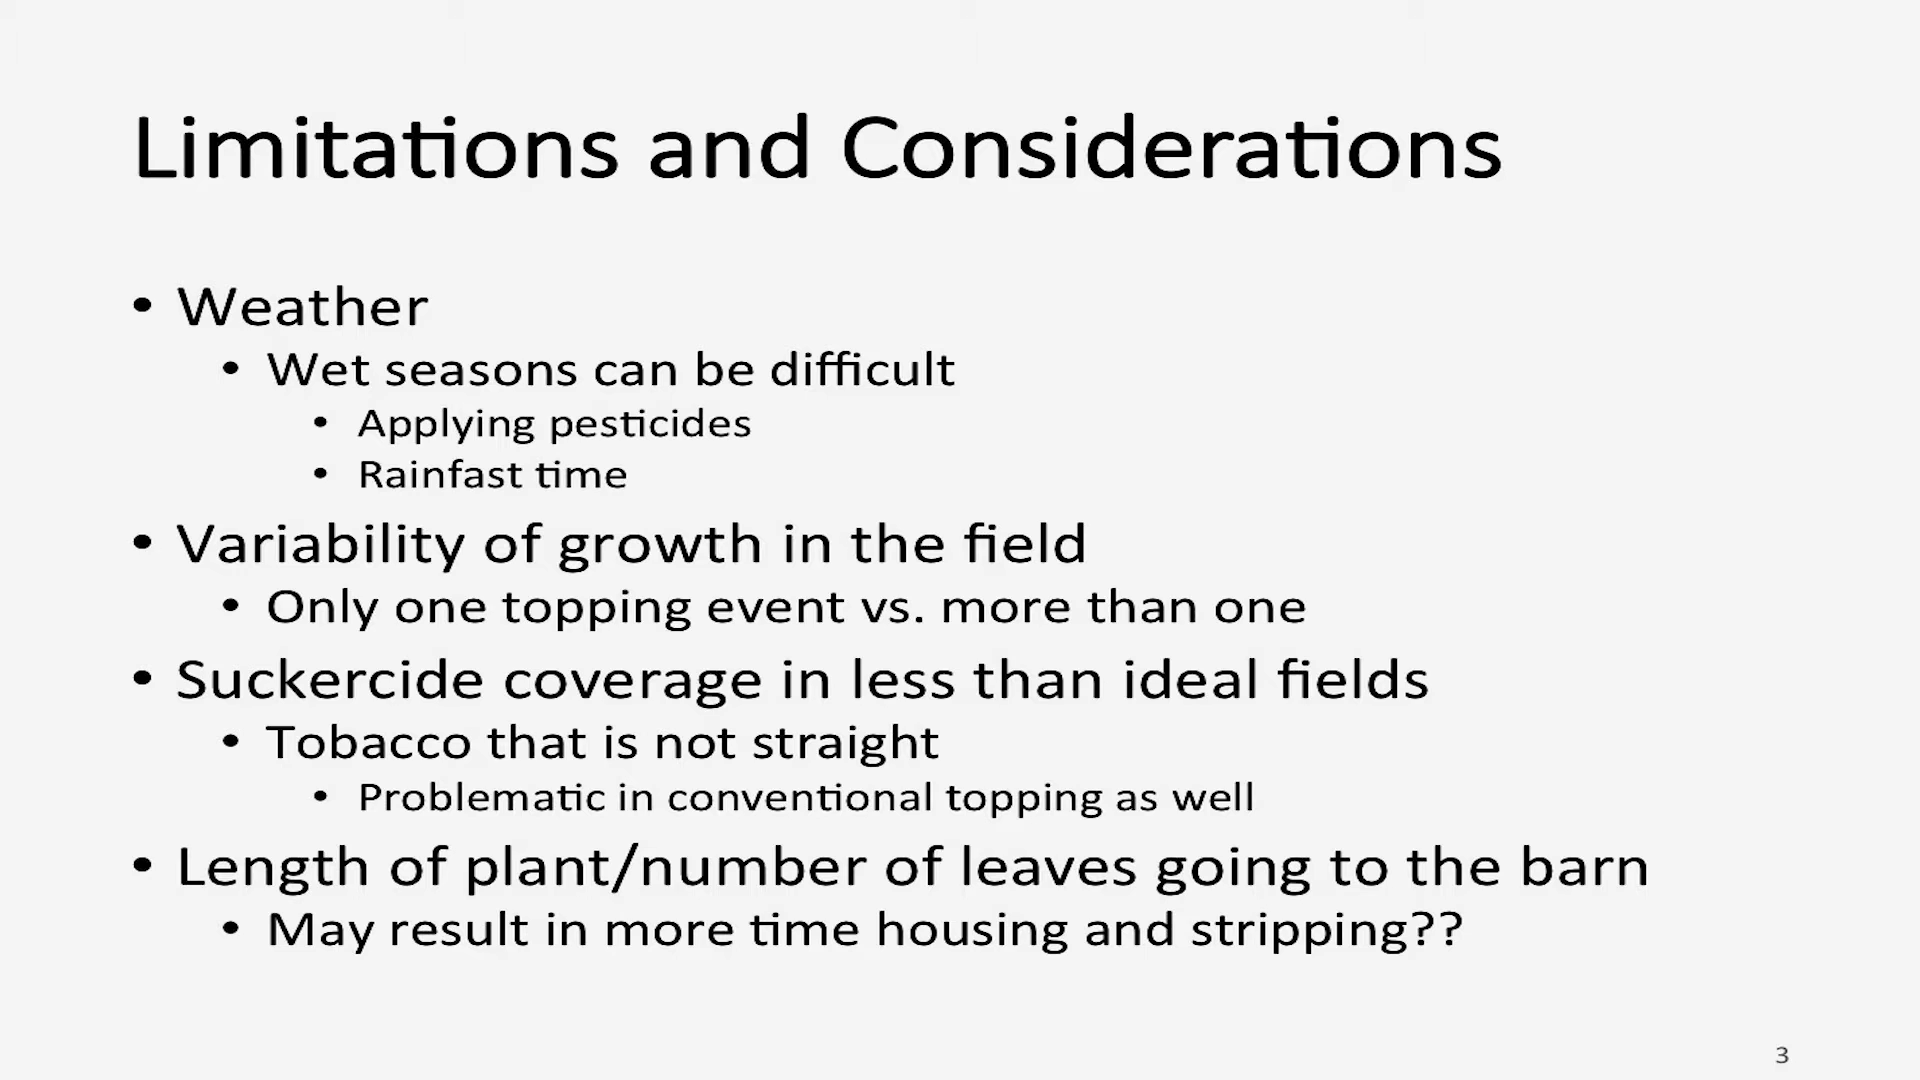 Limitations and Considerations
• Weather
• Wet seasons can be difficult
• Applying pesticides
• Rainfast time
• Variability of growth in the field
• Only one topping event vs. more than one
• Suckercide coverage in less than ideal fields
• Tobacco that is not straight
• Problematic in conventional topping as well
• Length of plant/number of leaves going to the barn
• May result in more time housing and stripping??
3